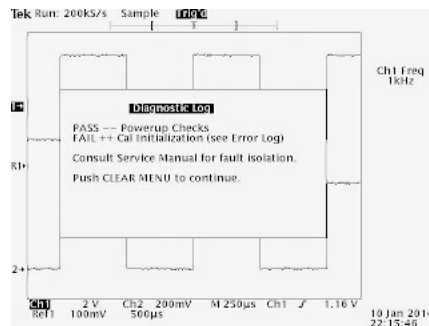 Tek Run: 200kS/s Sample Trig'd
[ T ]
Ch1 Freq
1kHz
1→
Diagnostic Log
PASS -- Powerup Checks
FAIL ++ Cal Initialization (see Error Log)
R1→
Consult Service Manual for fault isolation.
Push CLEAR MENU to continue.
2→
Ch1 2 V Ch2 200mV M 250µs Ch1 ∫ 1.16 V
Ref1 100mV 500µs
10 Jan 201
22:15:46